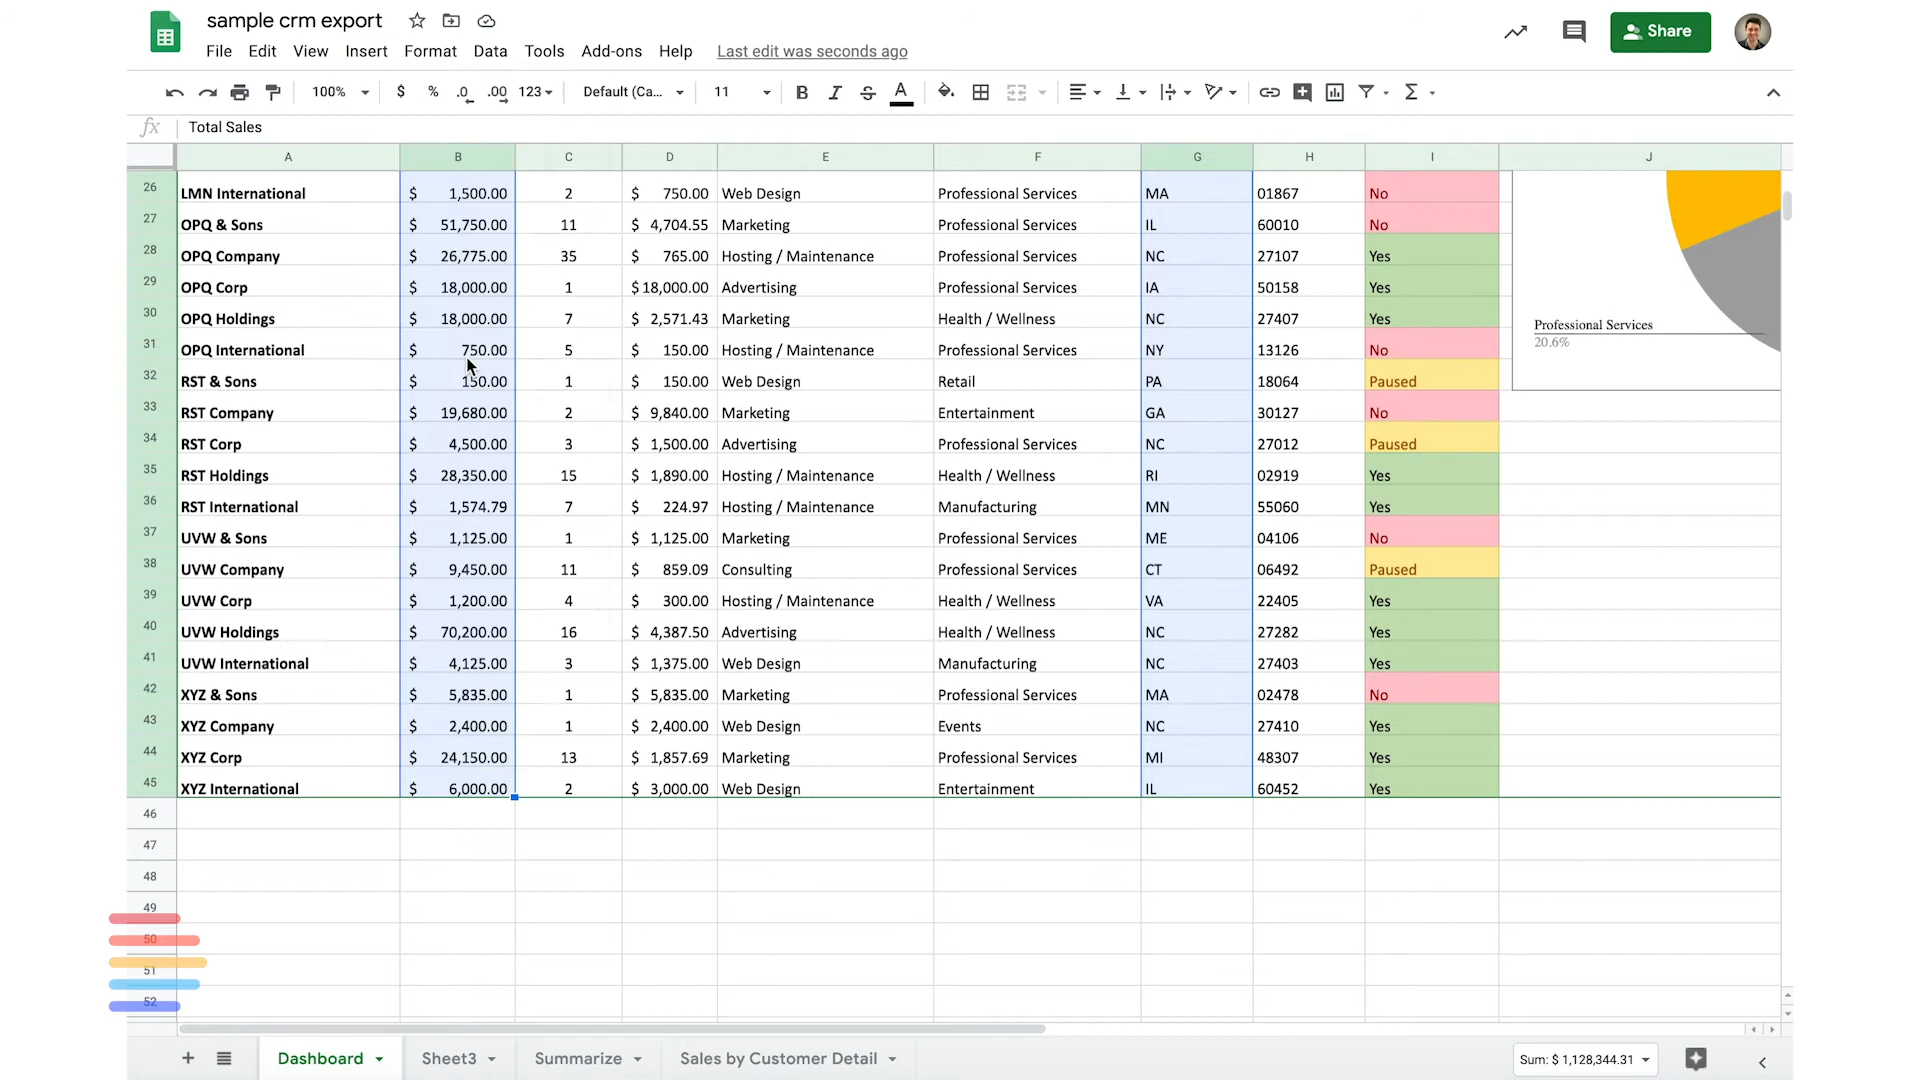 sample crm export
File Edit View Insert Format Data Tools Add-ons Help Last edit was seconds ago
Share
100% $ % .0 .00 123 Default (Ca... 11 B I S A
fx Total Sales
A B C D E F G H I J
26 LMN International $ 1,500.00 2 $ 750.00 Web Design Professional Services MA 01867 No
27 OPQ & Sons $ 51,750.00 11 $ 4,704.55 Marketing Professional Services IL 60010 No
28 OPQ Company $ 26,775.00 35 $ 765.00 Hosting / Maintenance Professional Services NC 27107 Yes
29 OPQ Corp $ 18,000.00 1 $ 18,000.00 Advertising Professional Services IA 50158 Yes
30 OPQ Holdings $ 18,000.00 7 $ 2,571.43 Marketing Health / Wellness NC 27407 Yes
31 OPQ International $ 750.00 5 $ 150.00 Hosting / Maintenance Professional Services NY 13126 No
32 RST & Sons $ 150.00 1 $ 150.00 Web Design Retail PA 18064 Paused
33 RST Company $ 19,680.00 2 $ 9,840.00 Marketing Entertainment GA 30127 No
34 RST Corp $ 4,500.00 3 $ 1,500.00 Advertising Professional Services NC 27012 Paused
35 RST Holdings $ 28,350.00 15 $ 1,890.00 Hosting / Maintenance Health / Wellness RI 02919 Yes
36 RST International $ 1,574.79 7 $ 224.97 Hosting / Maintenance Manufacturing MN 55060 Yes
37 UVW & Sons $ 1,125.00 1 $ 1,125.00 Marketing Professional Services ME 04106 No
38 UVW Company $ 9,450.00 11 $ 859.09 Consulting Professional Services CT 06492 Paused
39 UVW Corp $ 1,200.00 4 $ 300.00 Hosting / Maintenance Health / Wellness VA 22405 Yes
40 UVW Holdings $ 70,200.00 16 $ 4,387.50 Advertising Health / Wellness NC 27282 Yes
41 UVW International $ 4,125.00 3 $ 1,375.00 Web Design Manufacturing NC 27403 Yes
42 XYZ & Sons $ 5,835.00 1 $ 5,835.00 Marketing Professional Services MA 02478 No
43 XYZ Company $ 2,400.00 1 $ 2,400.00 Web Design Events NC 27410 Yes
44 XYZ Corp $ 24,150.00 13 $ 1,857.69 Marketing Professional Services MI 48307 Yes
45 XYZ International $ 6,000.00 2 $ 3,000.00 Web Design Entertainment IL 60452 Yes
Professional Services
20.6%
46
47
48
49
50
51
52
Dashboard Sheet3 Summarize Sales by Customer Detail Sum: $ 1,128,344.31